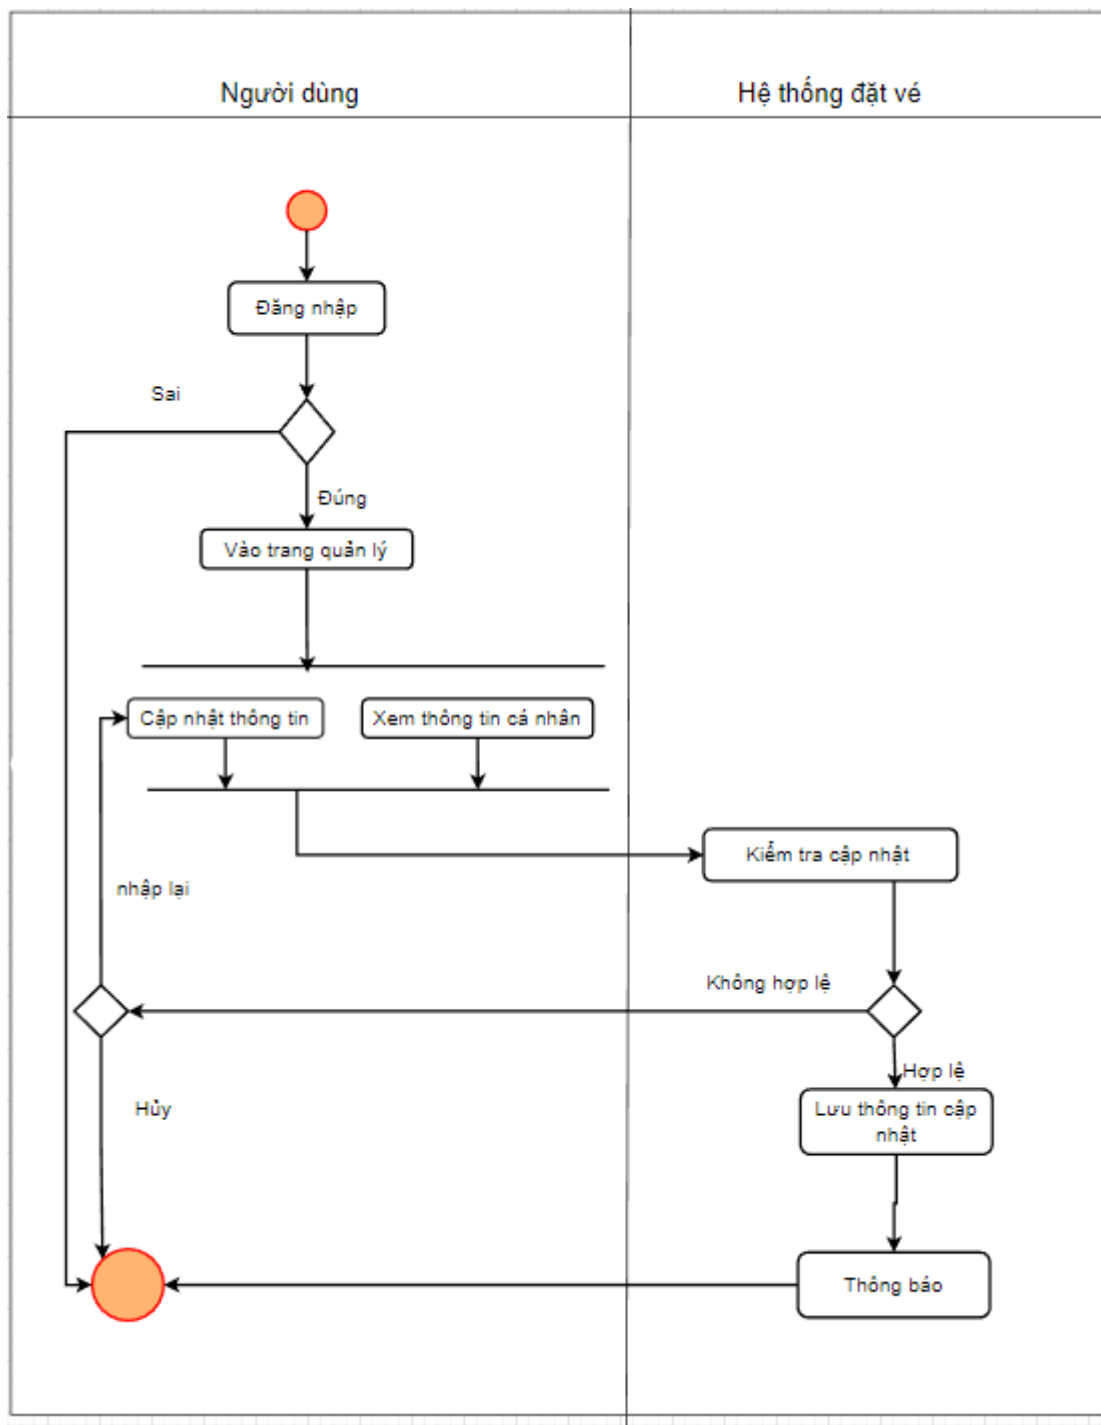 Người dùng
Hệ thống đặt vé
Đăng nhập
Sai
Đúng
Vào trang quản lý
Cập nhật thông tin
Xem thông tin cá nhân
Kiểm tra cập nhật
nhập lại
Không hợp lệ
Hợp lệ
Hủy
Lưu thông tin cập
nhật
Thông báo